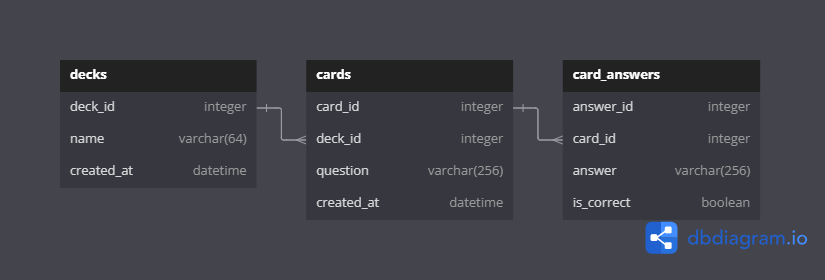 decks
deck_id integer
name varchar(64)
created_at datetime
cards
card_id integer
deck_id integer
question varchar(256)
created_at datetime
card_answers
answer_id integer
card_id integer
answer varchar(256)
is_correct boolean
dbdiagram.io